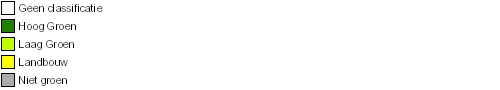 Geen classificatie
Hoog Groen
Laag Groen
Landbouw
Niet groen